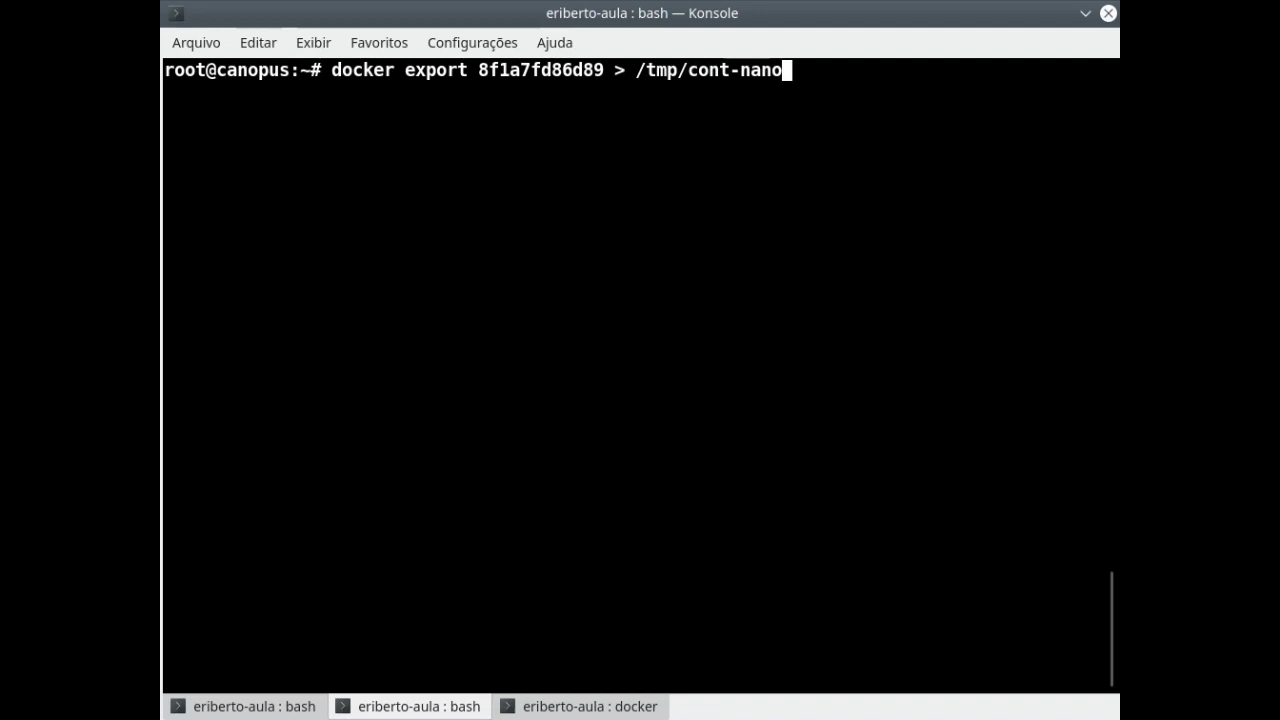 eriberto-aula : bash — Konsole
Arquivo Editar Exibir Favoritos Configurações Ajuda
root@canopus:~# docker export 8f1a7fd86d89 > /tmp/cont-nano
eriberto-aula : bash eriberto-aula : bash eriberto-aula : docker